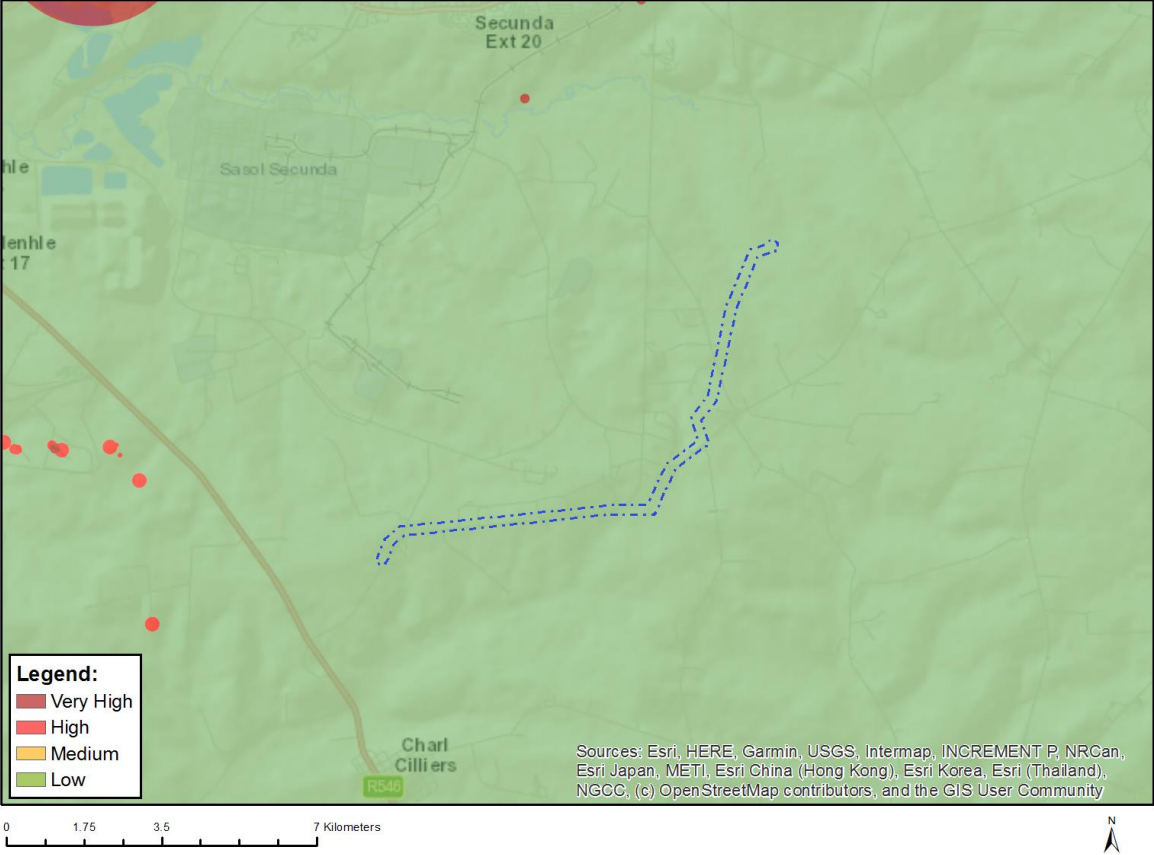 Secunda
Ext 20
Sasol Secunda
hle
lenhle
t 17
Legend:
Very High
High
Medium
Low
Charl
Cilliers
R546
Sources: Esri, HERE, Garmin, USGS, Intermap, INCREMENT P, NRCan,
Esri Japan, METI, Esri China (Hong Kong), Esri Korea, Esri (Thailand),
NGCC, (c) OpenStreetMap contributors, and the GIS User Community
0 1.75 3.5 7 Kilometers
N